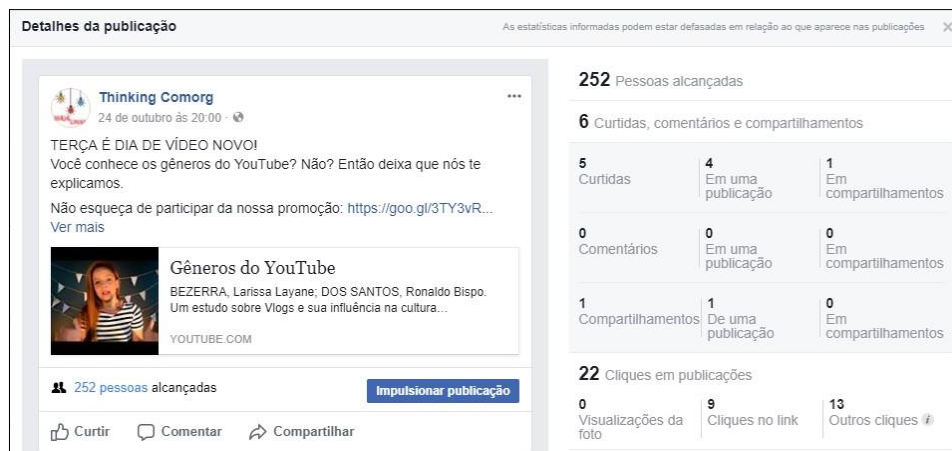 Detalhes da publicação
As estatísticas informadas podem estar defasadas em relação ao que aparece nas publicações
Thinking Comorg
24 de outubro às 20:00
TERÇA É DIA DE VÍDEO NOVO!
Você conhece os gêneros do YouTube? Não? Então deixa que nós te
explicamos.
Não esqueça de participar da nossa promoção: https://goo.gl/3TY3vR...
Ver mais
Gêneros do YouTube
BEZERRA, Larissa Layane; DOS SANTOS, Ronaldo Bispo.
Um estudo sobre Vlogs e sua influência na cultura...
YOUTUBE.COM
252 pessoas alcançadas
Impulsionar publicação
Curtir Comentar Compartilhar
252 Pessoas alcançadas
6 Curtidas, comentários e compartilhamentos
5 4 1
Curtidas Em uma Em
publicação compartilhamentos
0 0 0
Comentários Em uma Em
publicação compartilhamentos
1 1 0
Compartilhamentos De uma Em
publicação compartilhamentos
22 Cliques em publicações
0 9 13
Visualizações da Cliques no link Outros cliques
foto